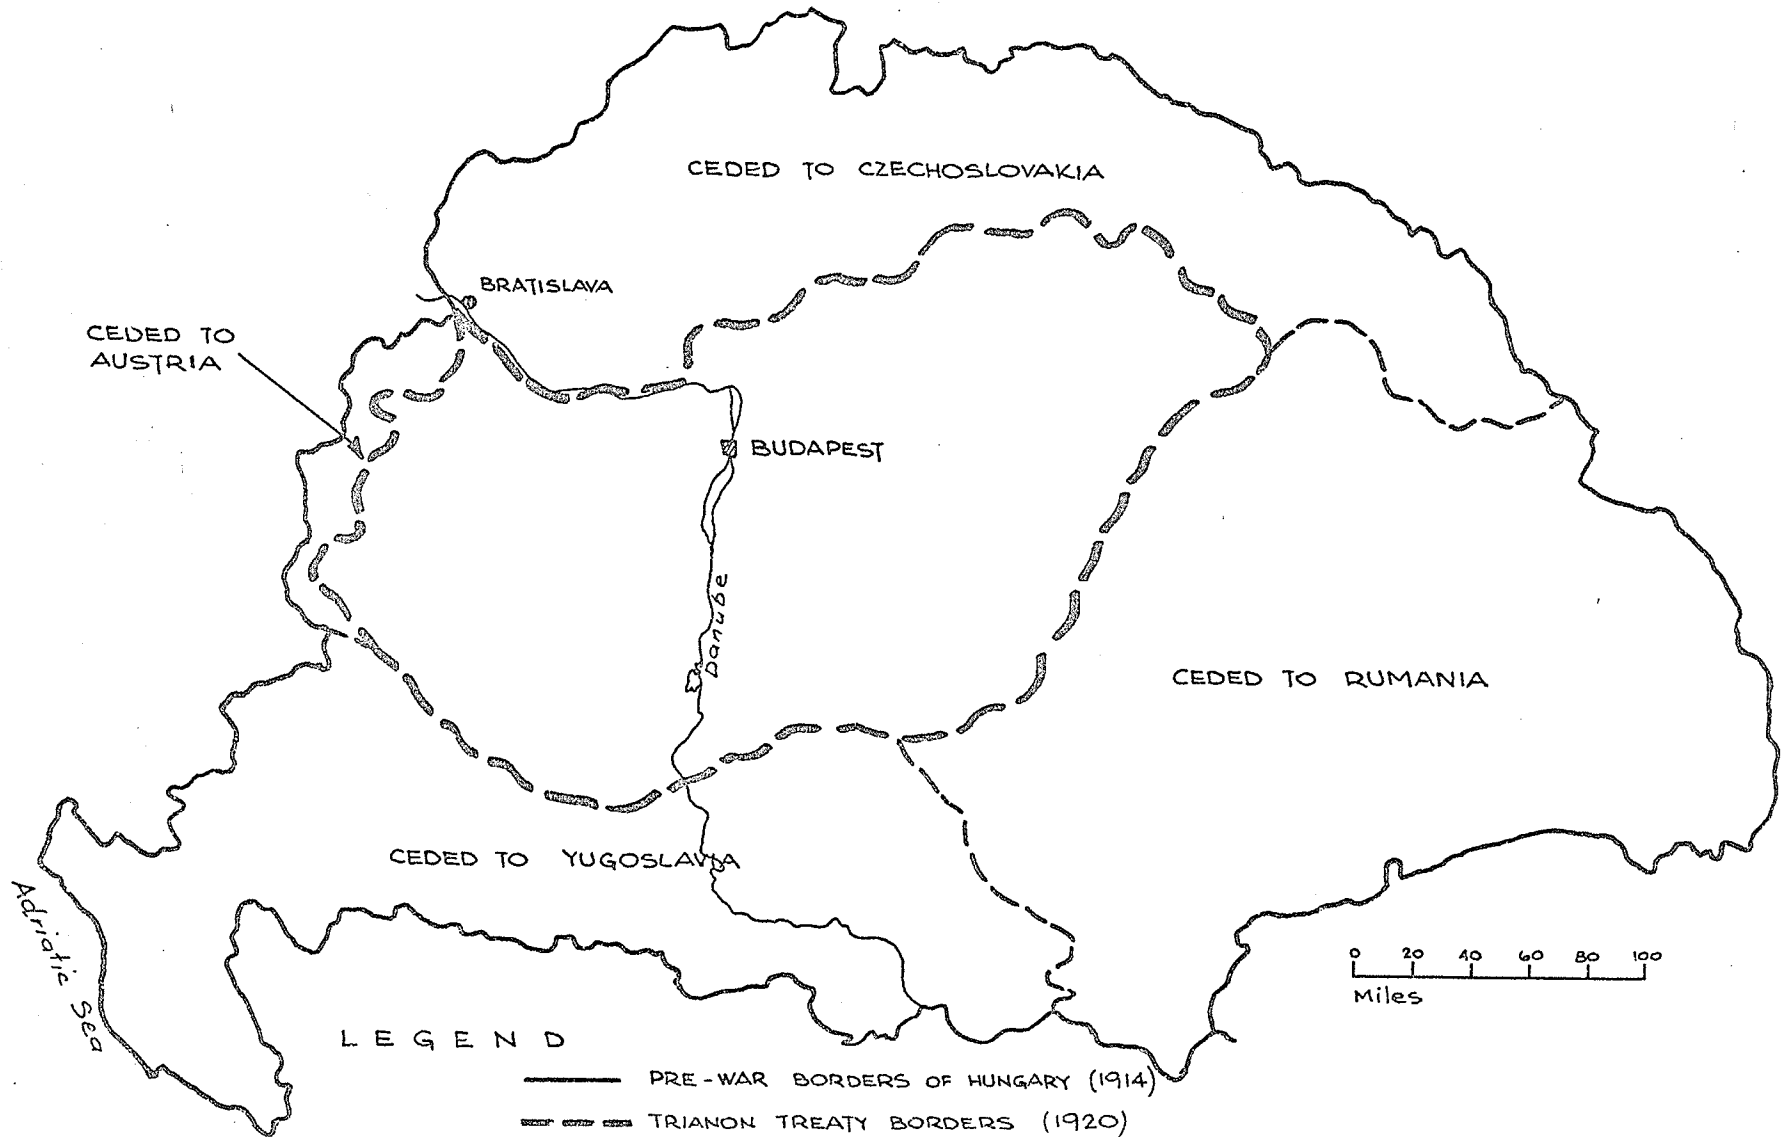 CEDED TO CZECHOSLOVAKIA
BRATISLAVA
CEDED TO
AUSTRIA
BUDAPEST
Danube
CEDED TO RUMANIA
CEDED TO YUGOSLAVIA
Adriatic Sea
0 20 40 60 80 100
Miles
LEGEND
PRE-WAR BORDERS OF HUNGARY (1914)
TRIANON TREATY BORDERS (1920)